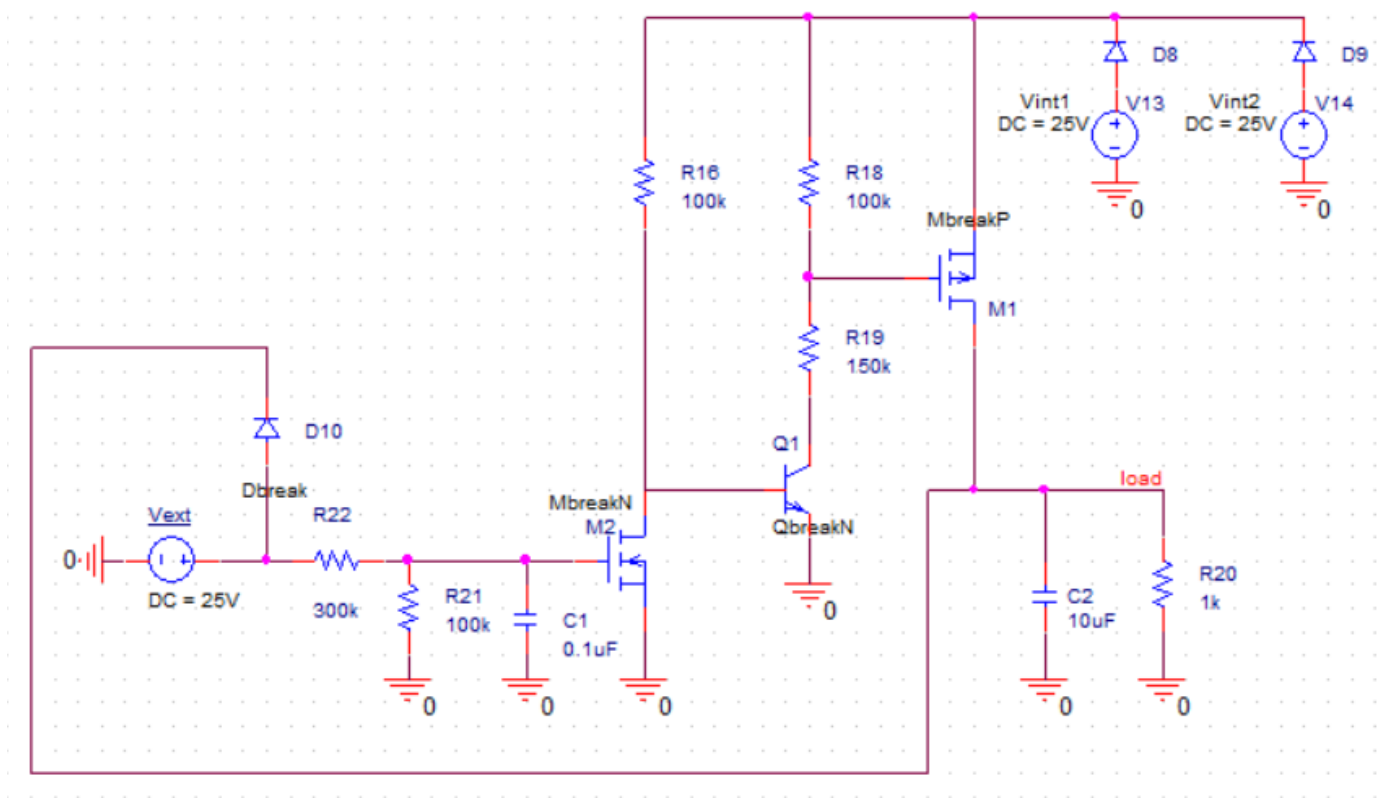 D8
D9
Vint1
V13
DC = 25V
Vint2
V14
DC = 25V
0
0
R16
100k
R18
100k
MbreakP
M1
R19
150k
D10
Dbreak
Q1
QbreakN
load
Vext
0
DC = 25V
R22
300k
MbreakN
M2
R21
100k
C1
0.1uF
C2
10uF
R20
1k
0
0
0
0
0
0